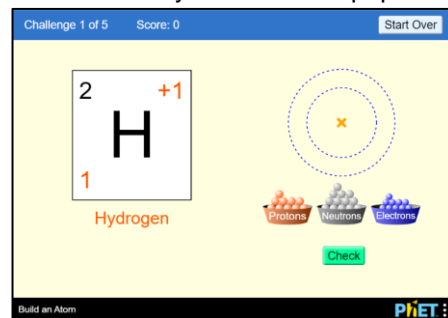 Challenge 1 of 5 Score: 0 Start Over
2 +1
H
1
Hydrogen
Protons Neutrons Electrons
Check
Build an Atom PhET